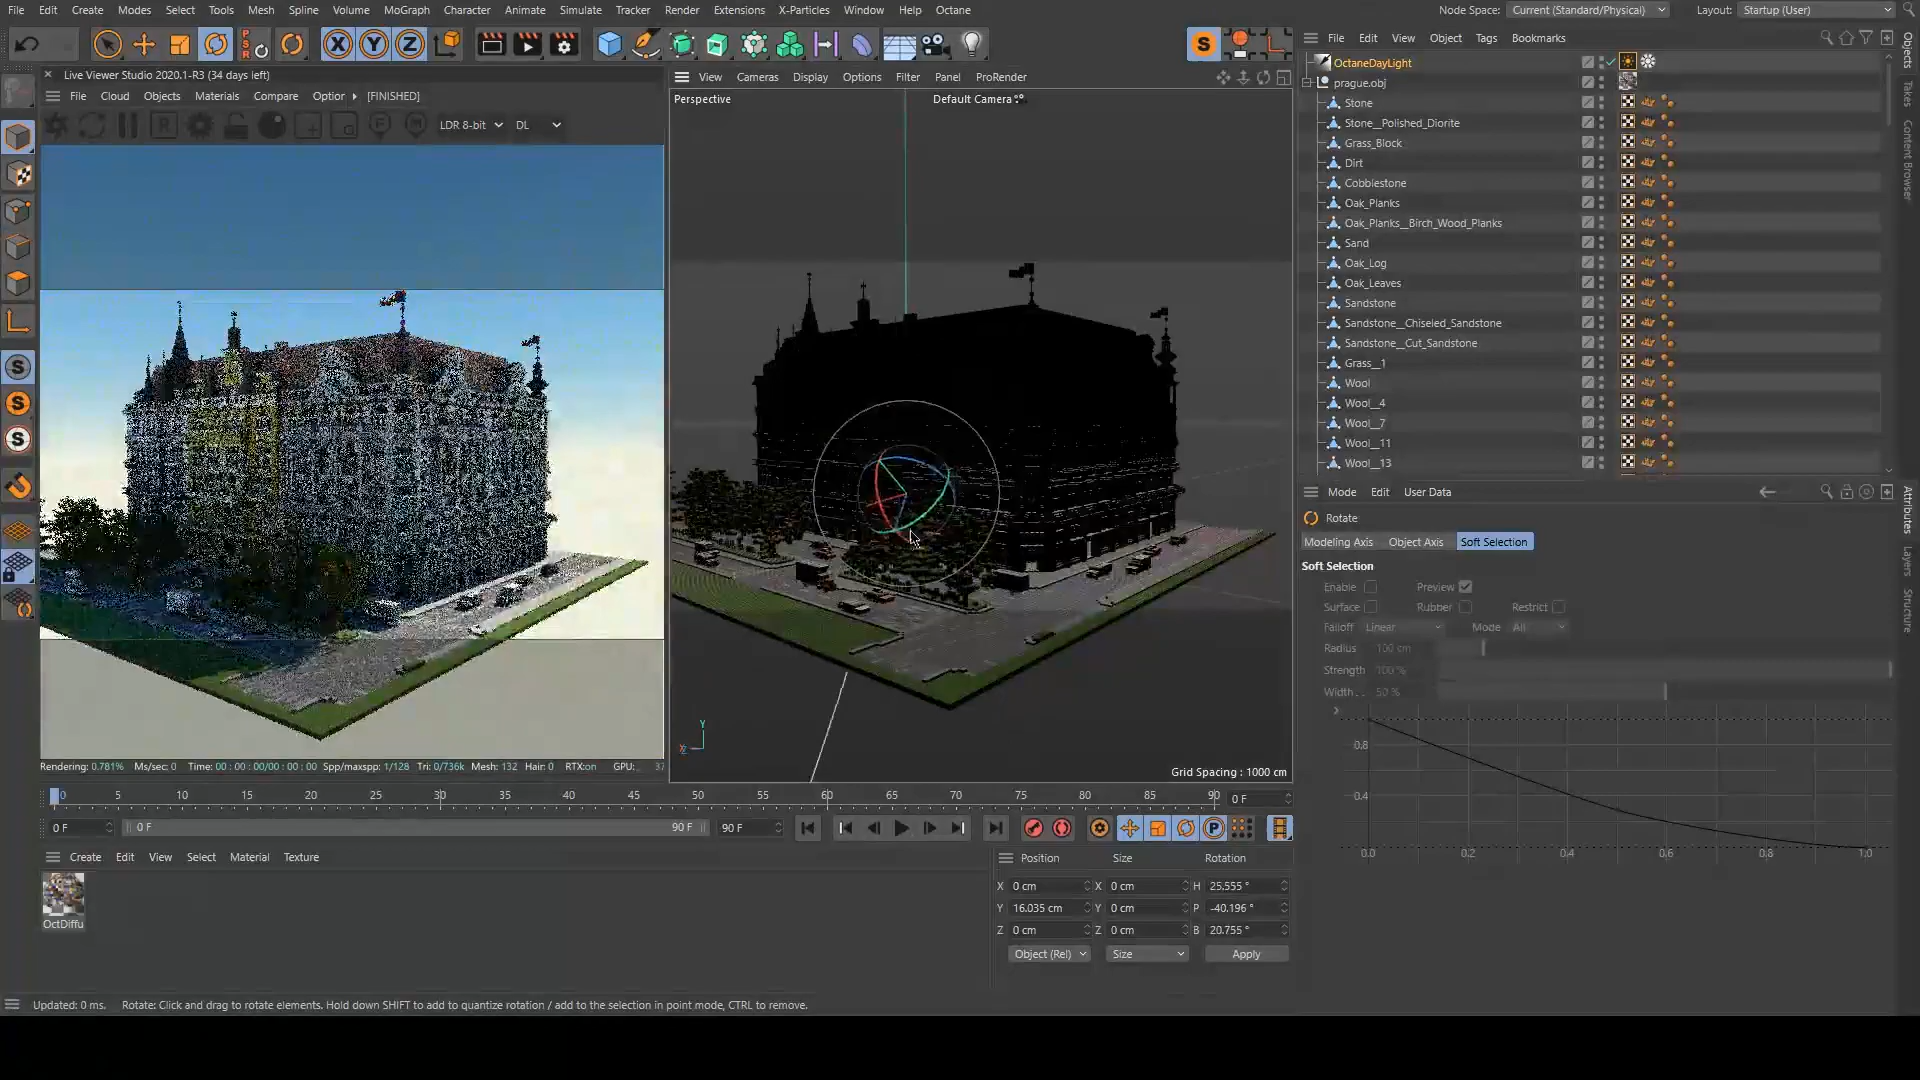 File Edit Create Modes Select Tools Mesh Spline Volume MoGraph Character Animate Simulate Tracker Render Extensions X-Particles Window Help Octane
Node Space: Current (Standard/Physical) Layout: Startup (User)
File Edit View Object Tags Bookmarks
Live Viewer Studio 2020.1-R3 (34 days left)
File Cloud Objects Materials Compare Option [FINISHED]
LDR 8-bit DL
View Cameras Display Options Filter Panel ProRender
Perspective
Default Camera
X Y Z
PSR
OctaneDayLight
prague.obj
Stone
Stone__Polished_Diorite
Grass_Block
Dirt
Cobblestone
Oak_Planks
Oak_Planks__Birch_Wood_Planks
Sand
Oak_Log
Oak_Leaves
Sandstone
Sandstone__Chiseled_Sandstone
Sandstone__Cut_Sandstone
Grass__1
Wool
Wool__4
Wool__7
Wool__11
Wool__13
Objects
Takes
Content Browser
Attributes
Layers
Structure
Mode Edit User Data
Rotate
Modeling Axis Object Axis Soft Selection
Soft Selection
Enable Preview
Surface Rubber Restrict
Falloff Linear Mode All
Radius 100 cm
Strength 100 %
Width . . 50 %
0.8
0.4
0.0 0.2 0.4 0.6 0.8 1.0
Y
Grid Spacing : 1000 cm
Rendering: 0.781% Ms/sec: 0 Time: 00 : 00 : 00/00 : 00 : 00 Spp/maxspp: 1/128 Tri: 0/736k Mesh: 132 Hair: 0 RTX:on GPU:
0 5 10 15 20 25 30 35 40 45 50 55 60 65 70 75 80 85 90
0 F
0 F 0 F 90 F 90 F
Create Edit View Select Material Texture
OctDiffu
Position Size Rotation
X 0 cm X 0 cm H 25.555 °
Y 16.035 cm Y 0 cm P -40.196 °
Z 0 cm Z 0 cm B 20.755 °
Object (Rel) Size Apply
Updated: 0 ms. Rotate: Click and drag to rotate elements. Hold down SHIFT to add to quantize rotation / add to the selection in point mode, CTRL to remove.